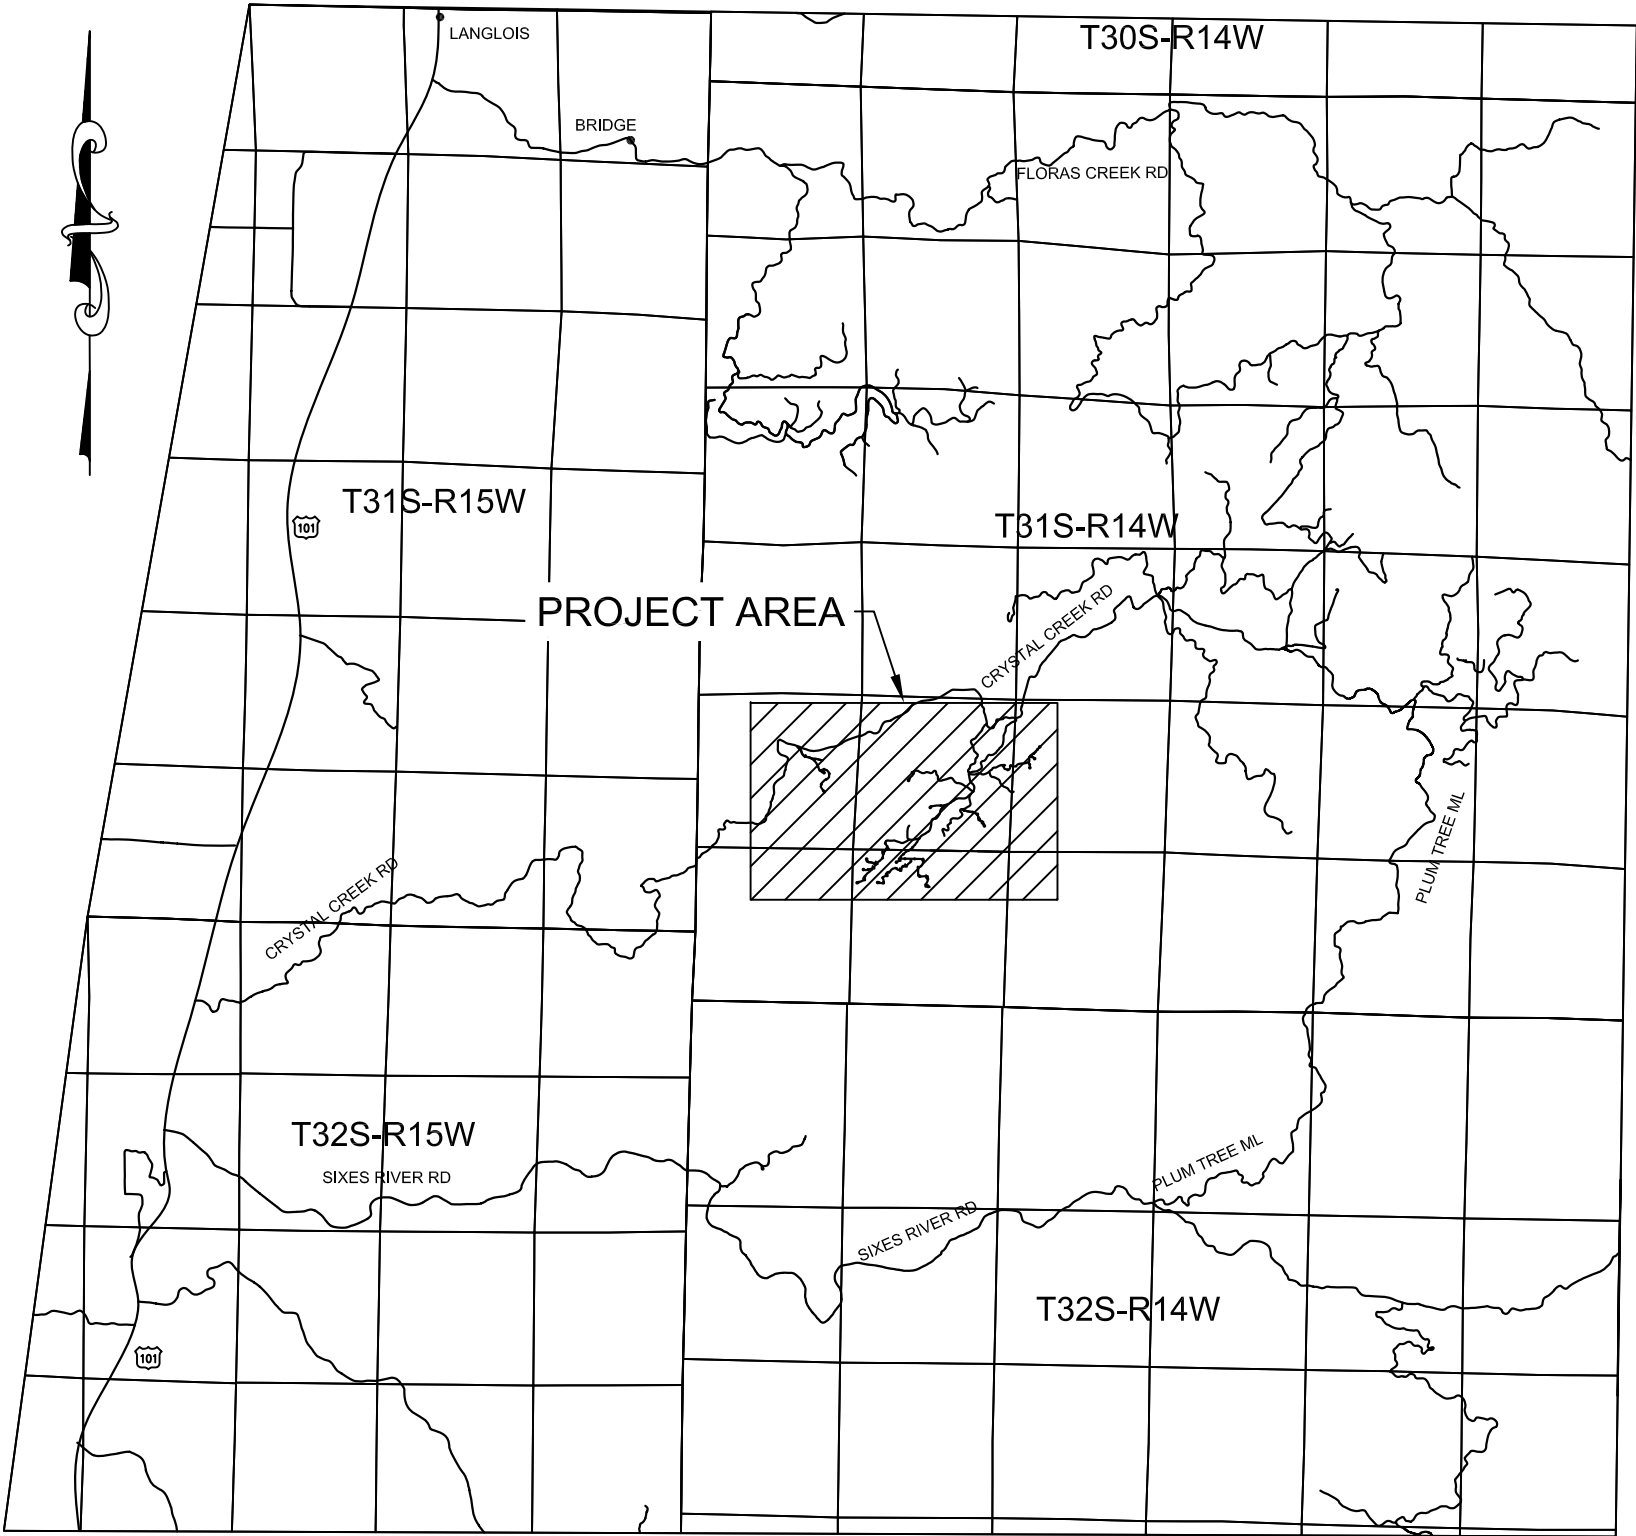 LANGLOIS
T30S-R14W
BRIDGE
FLORAS CREEK RD
T31S-R15W
101
T31S-R14W
PROJECT AREA
CRYSTAL CREEK RD
PLUM TREE ML
CRYSTAL CREEK RD
T32S-R15W
SIXES RIVER RD
PLUM TREE ML
SIXES RIVER RD
T32S-R14W
101